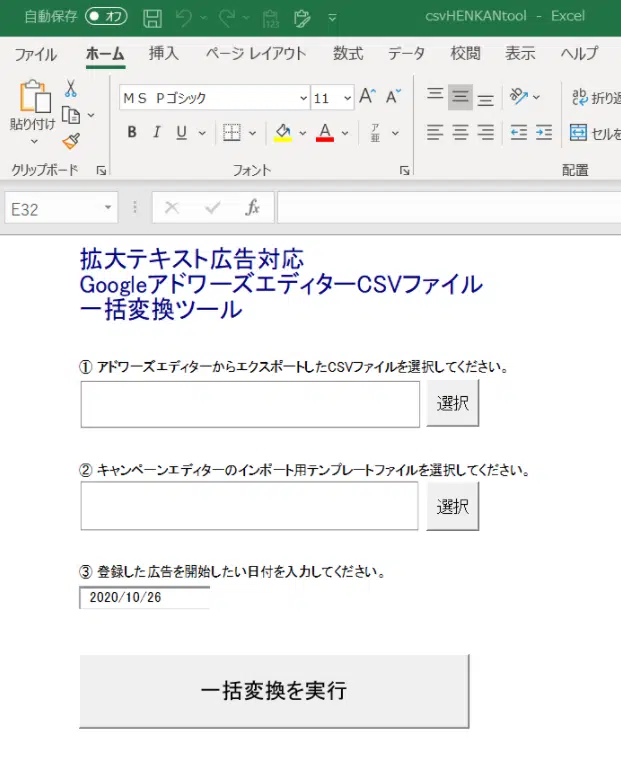 自動保存 オフ csvHENKANtool - Excel
ファイル ホーム 挿入 ページ レイアウト 数式 データ 校閲 表示 ヘルプ
貼り付け
ＭＳ Ｐゴシック 11
B I U
クリップボード フォント 配置
折り返
セルを
E32 fx
拡大テキスト広告対応
GoogleアドワーズエディターCSVファイル
一括変換ツール
① アドワーズエディターからエクスポートしたCSVファイルを選択してください。
選択
② キャンペーンエディターのインポート用テンプレートファイルを選択してください。
選択
③ 登録した広告を開始したい日付を入力してください。
2020/10/26
一括変換を実行